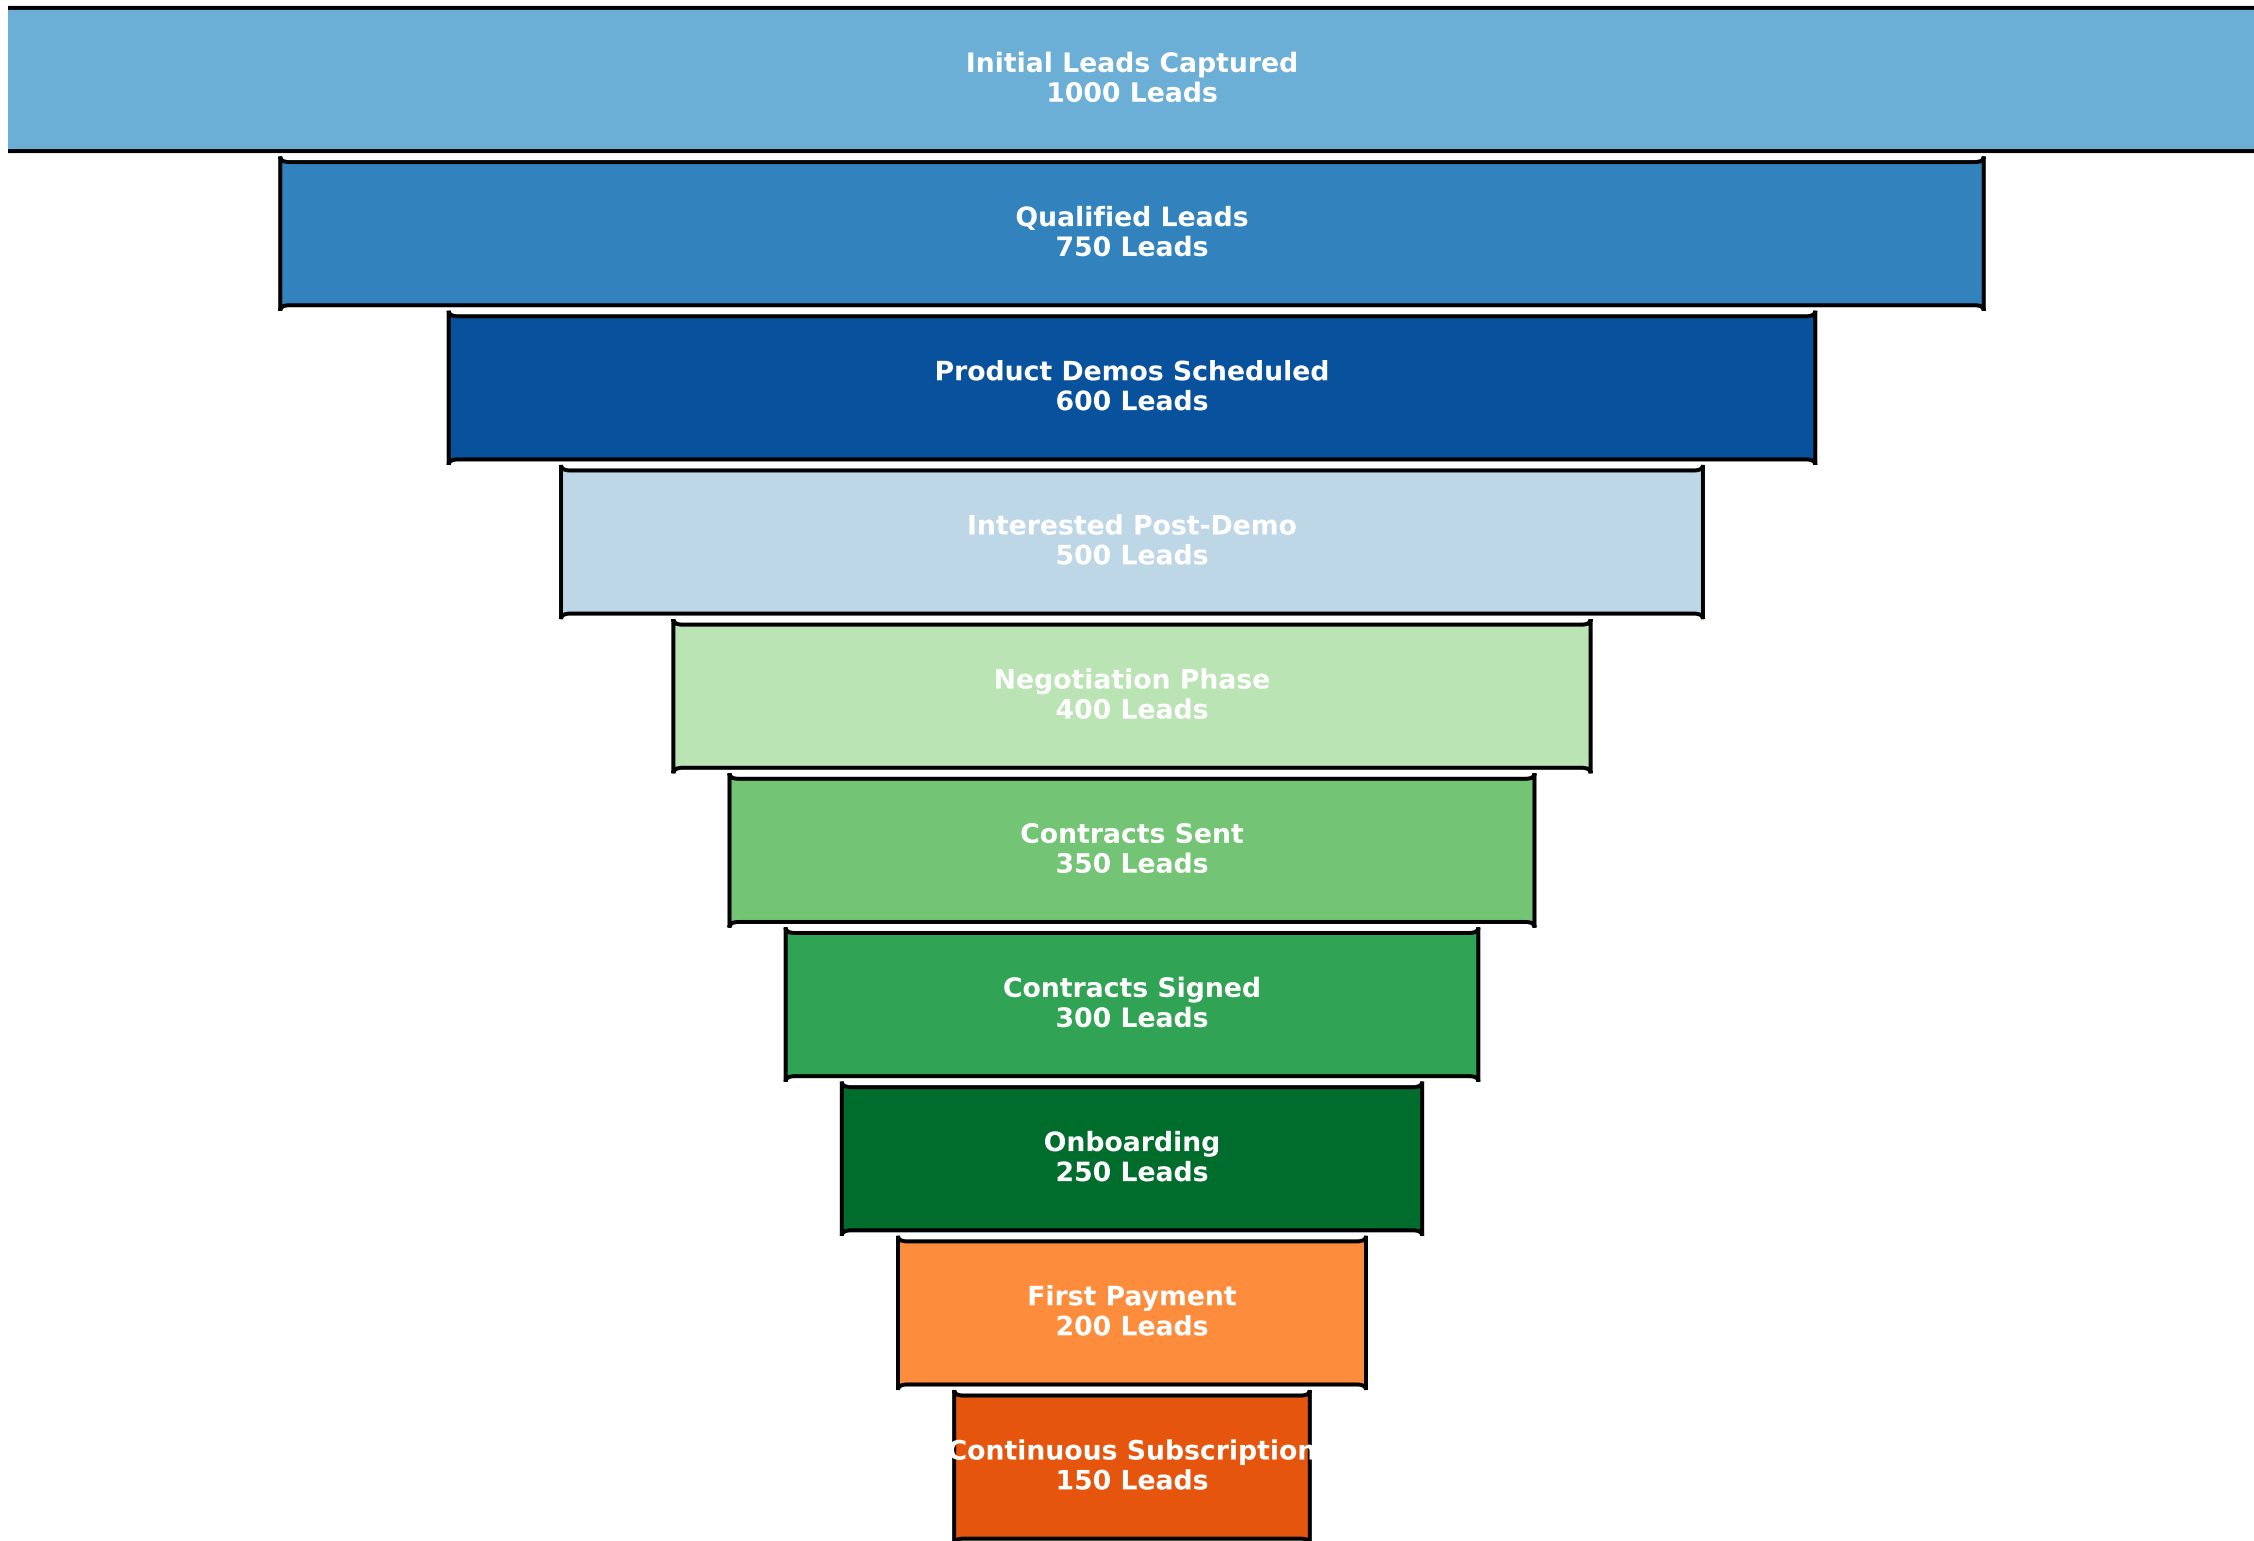 Initial Leads Captured
1000 Leads
Qualified Leads
750 Leads
Product Demos Scheduled
600 Leads
Interested Post-Demo
500 Leads
Negotiation Phase
400 Leads
Contracts Sent
350 Leads
Contracts Signed
300 Leads
Onboarding
250 Leads
First Payment
200 Leads
Continuous Subscription
150 Leads